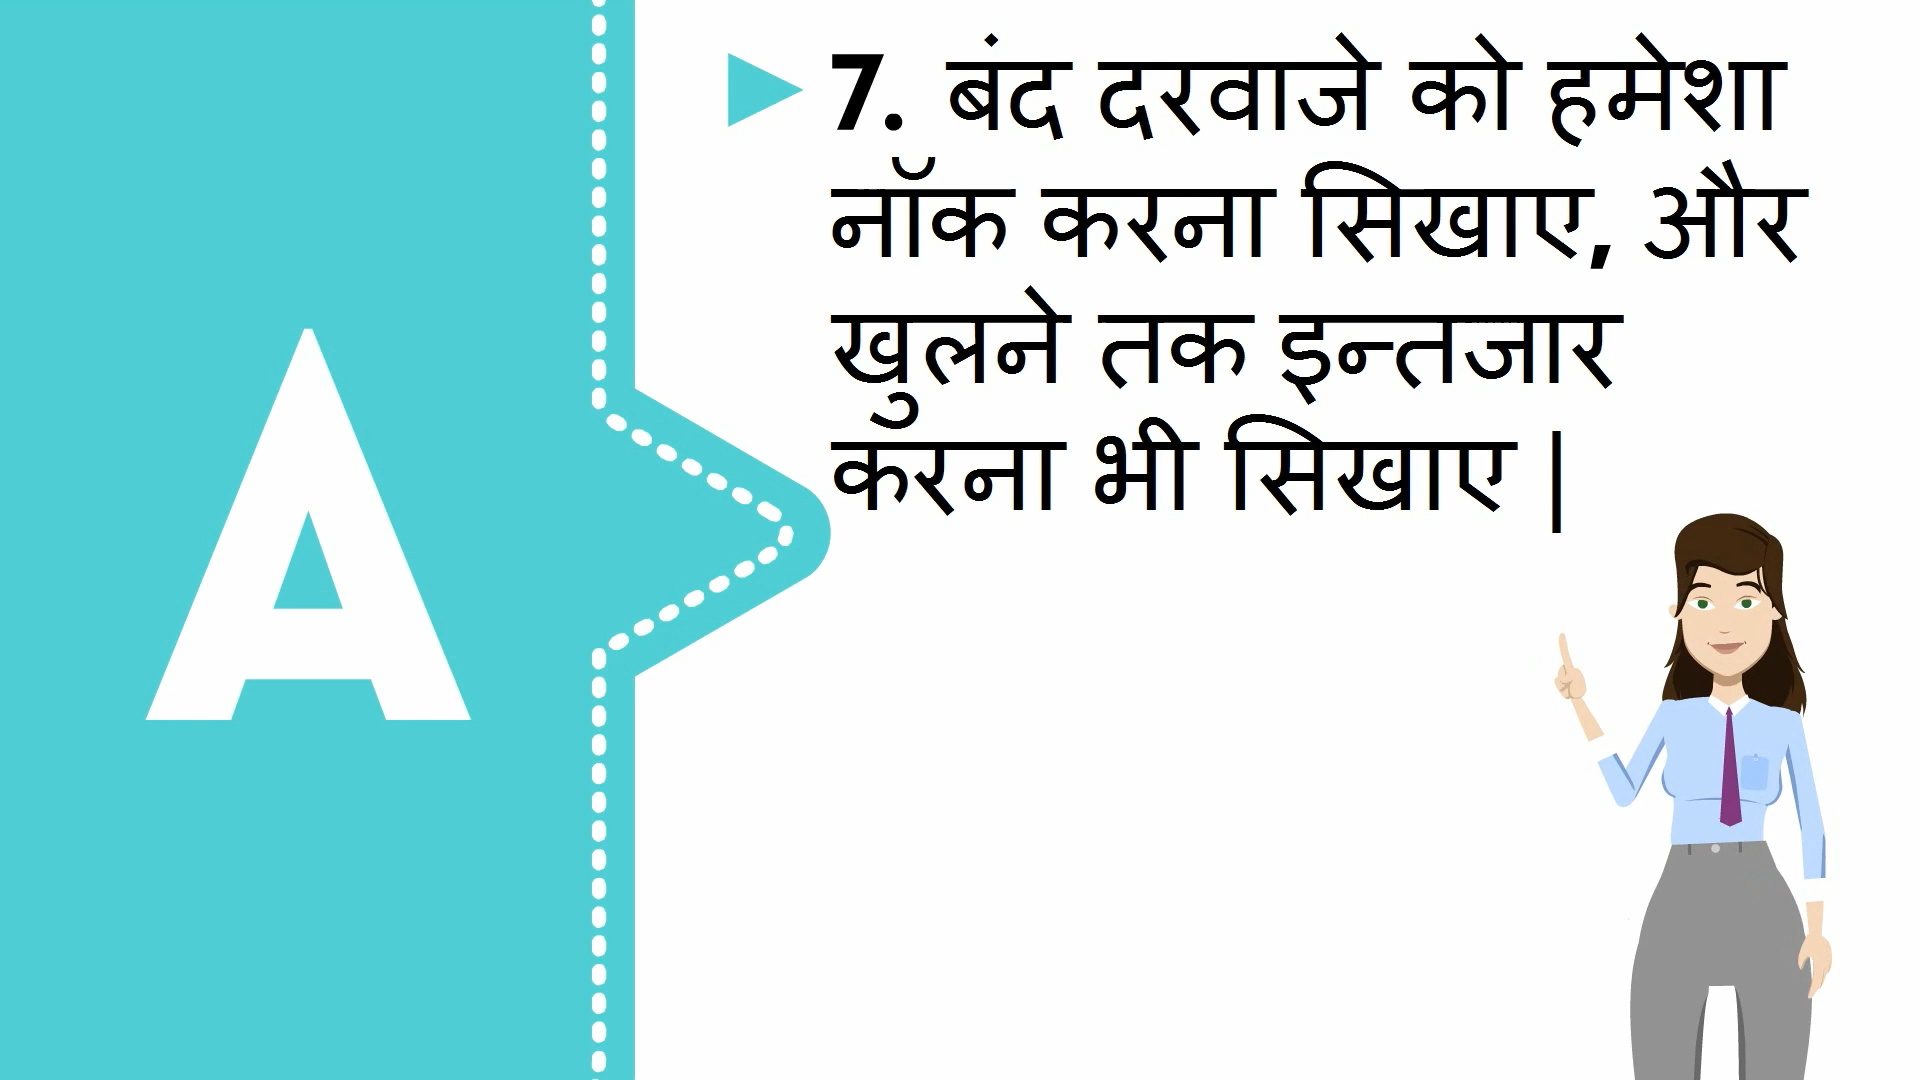 A
7. बंद दरवाजे को हमेशा
नॉक करना सिखाए, और
खुलने तक इन्तजार
करना भी सिखाए |